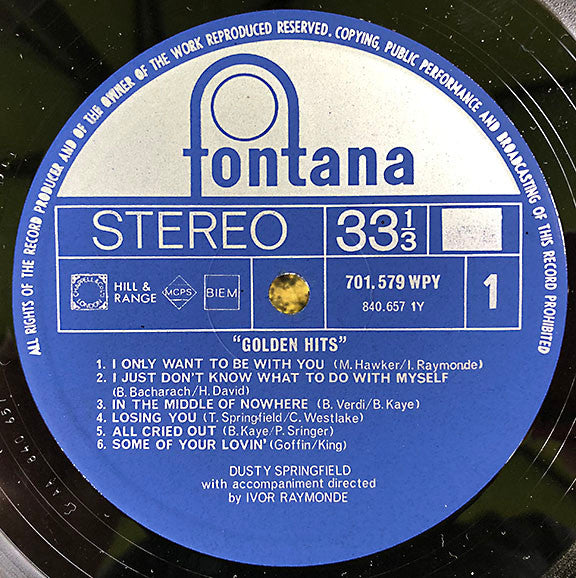 ALL RIGHTS OF THE RECORD PRODUCER AND OF THE OWNER OF THE WORK REPRODUCED RESERVED. COPYING, PUBLIC PERFORMANCE AND BROADCASTING OF THIS RECORD PROHIBITED
fontana
STEREO 33⅓
CHAPPELL & CO. LONDON HILL & RANGE MCPS BIEM 701.579 WPY 1
840.657 1Y
"GOLDEN HITS"
1. I ONLY WANT TO BE WITH YOU (M. Hawker/I. Raymonde)
2. I JUST DON'T KNOW WHAT TO DO WITH MYSELF
(B. Bacharach/H. David)
3. IN THE MIDDLE OF NOWHERE (B. Verdi/B. Kaye)
4. LOSING YOU (T. Springfield/C. Westlake)
5. ALL CRIED OUT (B. Kaye/P. Sringer)
6. SOME OF YOUR LOVIN' (Goffin/King)
DUSTY SPRINGFIELD
with accompaniment directed
by IVOR RAYMONDE